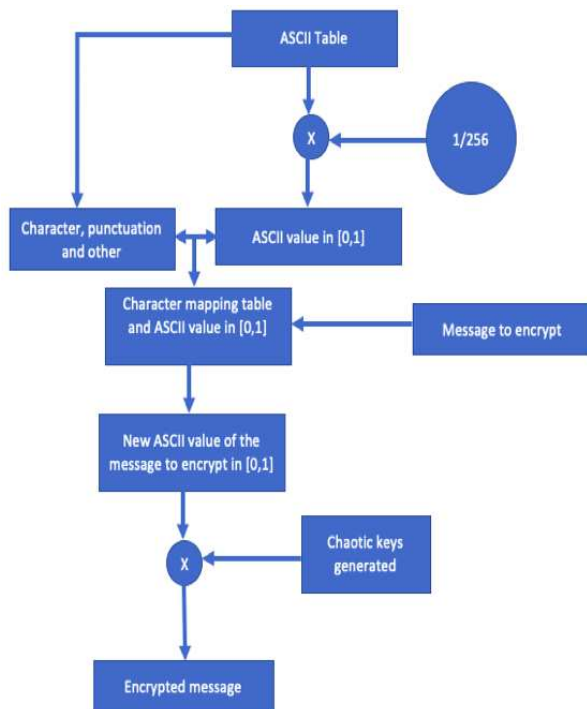 ASCII Table
X
1/256
Character, punctuation
and other
ASCII value in [0,1]
Character mapping table
and ASCII value in [0,1]
Message to encrypt
New ASCII value of the
message to encrypt in [0,1]
Chaotic keys
generated
X
Encrypted message